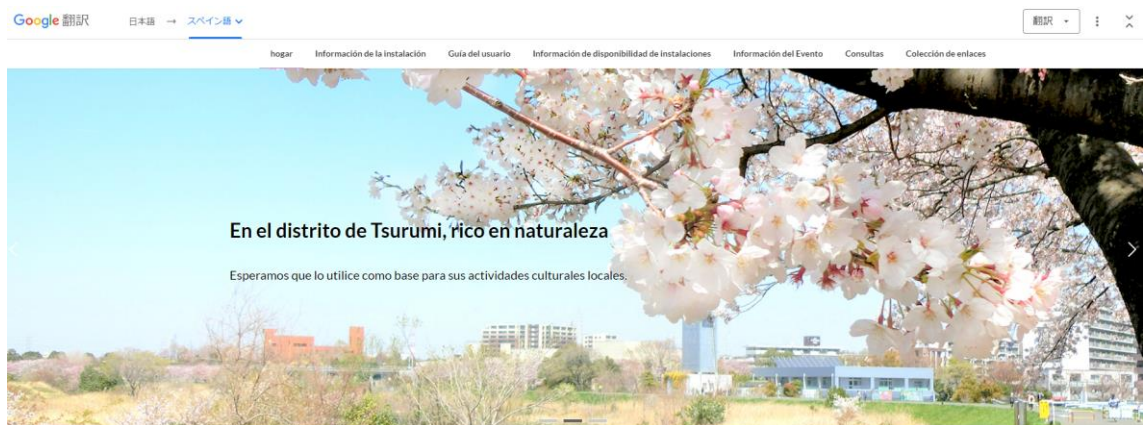 Google 翻訳
日本語 → スペイン語
翻訳
hogar Información de la instalación Guía del usuario Información de disponibilidad de instalaciones Información del Evento Consultas Colección de enlaces
En el distrito de Tsurumi, rico en naturaleza
Esperamos que lo utilice como base para sus actividades culturales locales.